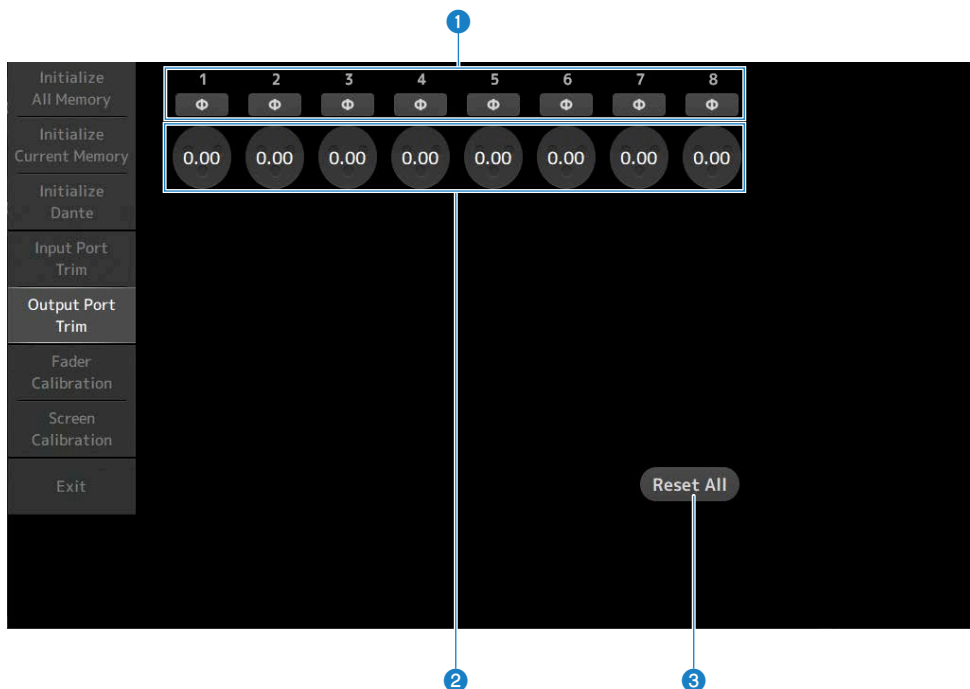 1
Initialize
All Memory
Initialize
Current Memory
Initialize
Dante
Input Port
Trim
Output Port
Trim
Fader
Calibration
Screen
Calibration
Exit
1 2 3 4 5 6 7 8
Φ Φ Φ Φ Φ Φ Φ Φ
0.00 0.00 0.00 0.00 0.00 0.00 0.00 0.00
Reset All
2 3